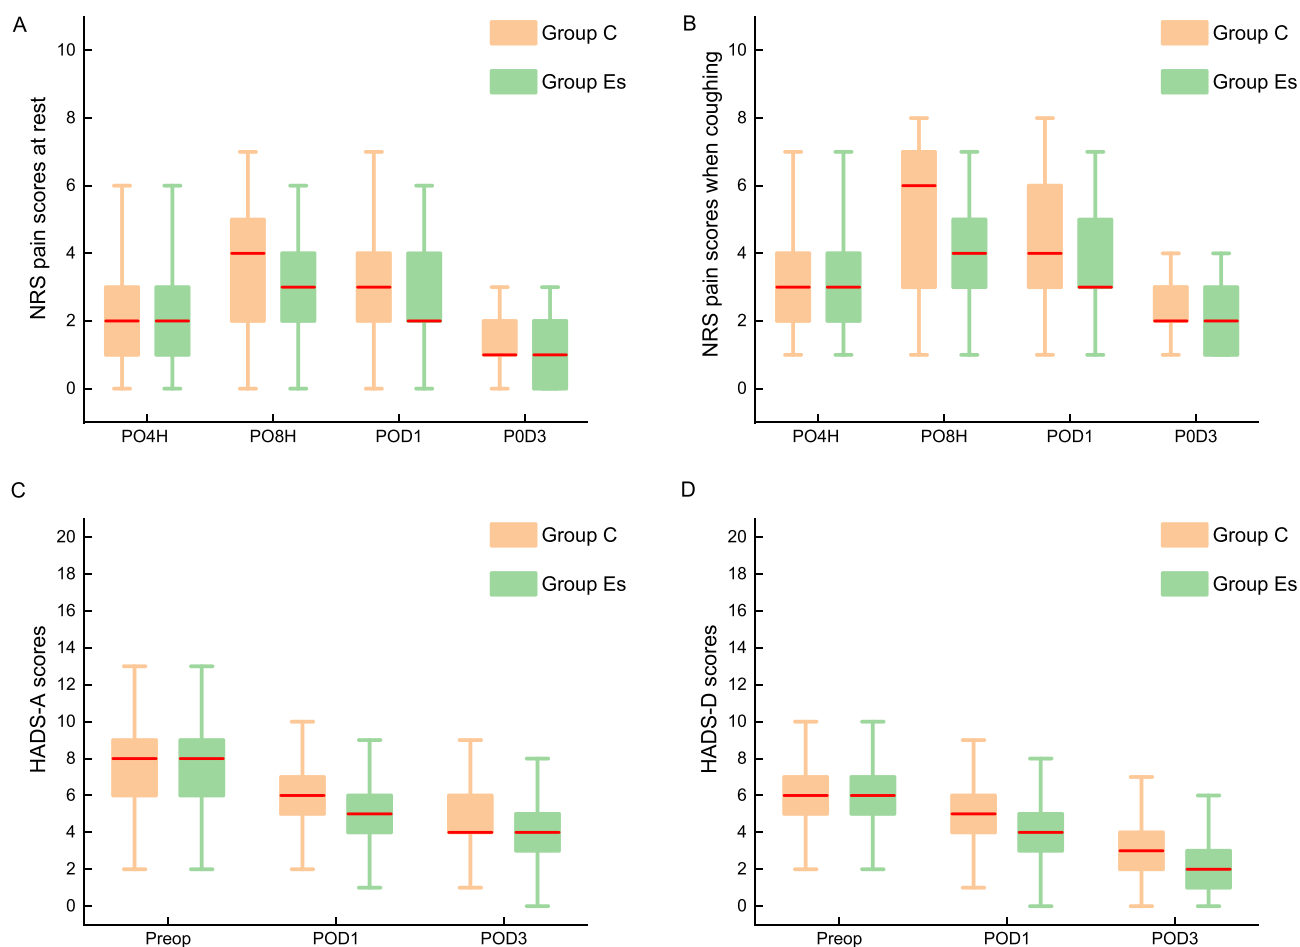 A
NRS pain scores at rest
10
8
6
4
2
0
Group C
Group Es
PO4H PO8H POD1 P0D3
B
NRS pain scores when coughing
10
8
6
4
2
0
Group C
Group Es
PO4H PO8H POD1 P0D3
C
HADS-A scores
20
18
16
14
12
10
8
6
4
2
0
Group C
Group Es
Preop POD1 POD3
D
HADS-D scores
20
18
16
14
12
10
8
6
4
2
0
Group C
Group Es
Preop POD1 POD3